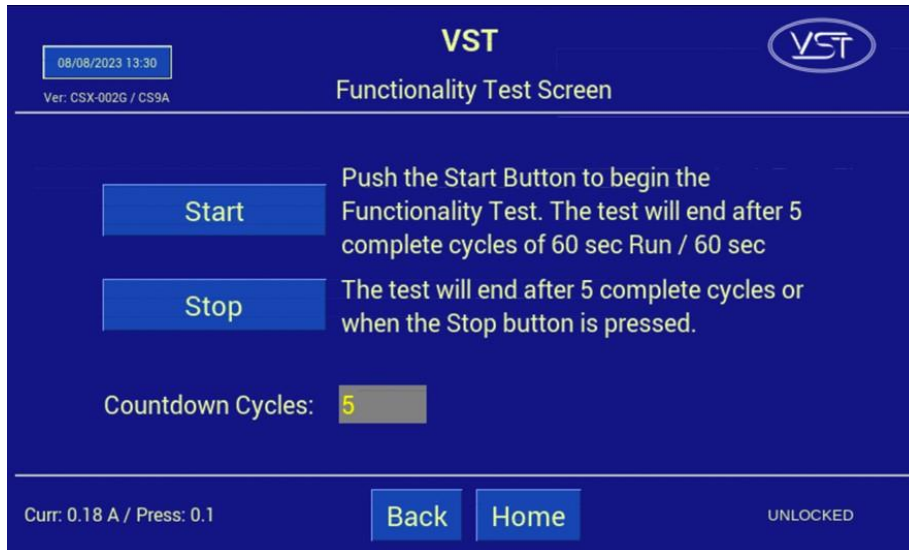 VST
VST
08/08/2023 13:30
Ver: CSX-002G / CS9A
Functionality Test Screen
Start
Push the Start Button to begin the
Functionality Test. The test will end after 5
complete cycles of 60 sec Run / 60 sec
Stop
The test will end after 5 complete cycles or
when the Stop button is pressed.
Countdown Cycles: 5
Curr: 0.18 A / Press: 0.1
Back
Home
UNLOCKED